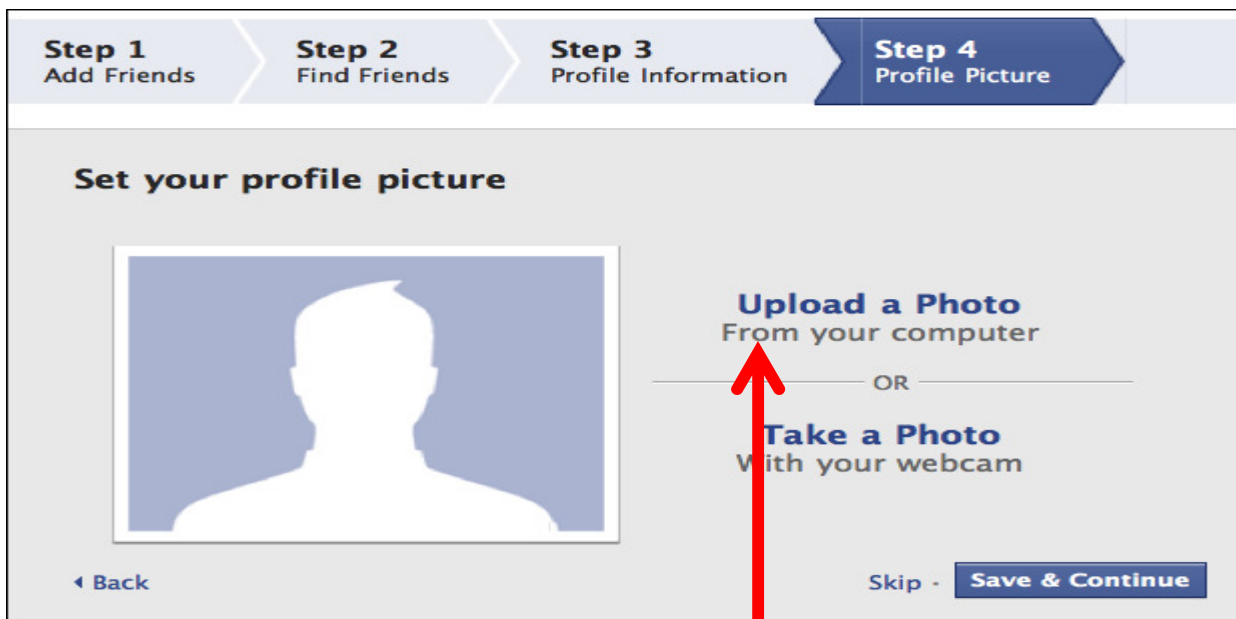 Step 1
Add Friends
Step 2
Find Friends
Step 3
Profile Information
Step 4
Profile Picture
Set your profile picture
Upload a Photo
From your computer
OR
Take a Photo
With your webcam
Back
Skip -
Save & Continue